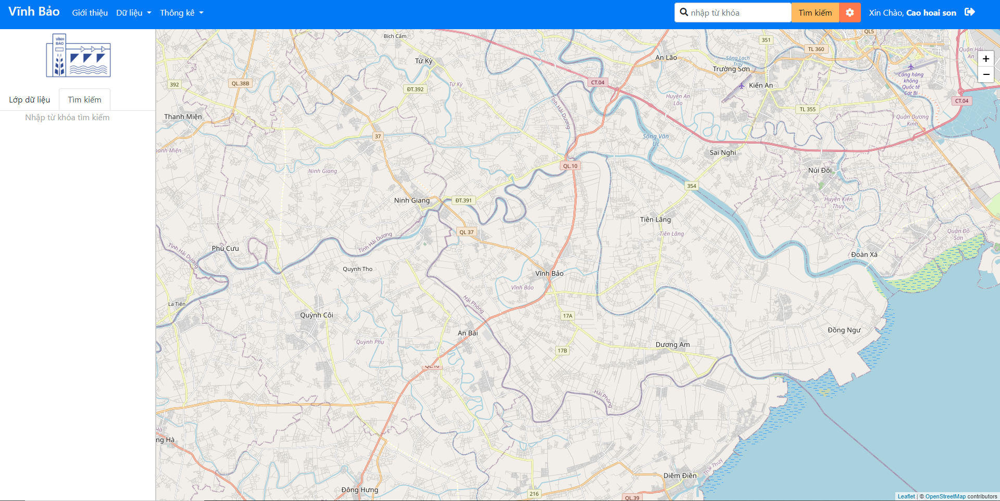 Vĩnh Bảo
Giới thiệu
Dữ liệu
Thông kê
nhập từ khóa
Tìm kiếm
Xin Chào, Cao hoai son
VĨNH
BẢO
Lớp dữ liệu
Tìm kiếm
Nhập từ khóa tìm kiếm
Bích Cẩm
351
QL5
TL 360
Quận Hải
An
An Lão
Sông Lạch
Tray
Trường Sơn
+
−
Tứ Kỳ
392
QL.38B
Tứ Kỳ
ĐT.392
CT.04
Kiến An
Cảng hàng
không
Quốc tế
Cát Bi
CT.04
Huyện An
Lão
TL 355
Tỉnh Hải Dương
Thanh Miện
Quận Dương
Kinh
37
Sông Văn
Úc
hanh Miện
Sai Nghi
Ninh Giang
QL.10
Núi Đối
354
Ninh Giang
ĐT.391
Huyện Kiến
Thụy
Tiên Lãng
QL 37
Tiên Lãng
Quận Đồ
Sơn
Tỉnh Hải Dương
Tỉnh Hải Dương
Phù Cưu
Đoàn Xá
Quynh Tho
Vĩnh Bảo
Vĩnh Bảo
La Tiến
Hải Phòng
Quỳnh Côi
17A
An Bài
Đồng Ngư
Quỳnh Phụ
Dương Am
17B
QL.10
Hải Phòng
Hà
ng Hà
Thái Thụy
Diêm Điền
Đông Hưng
216
QL.39
Leaflet | © OpenStreetMap contributors